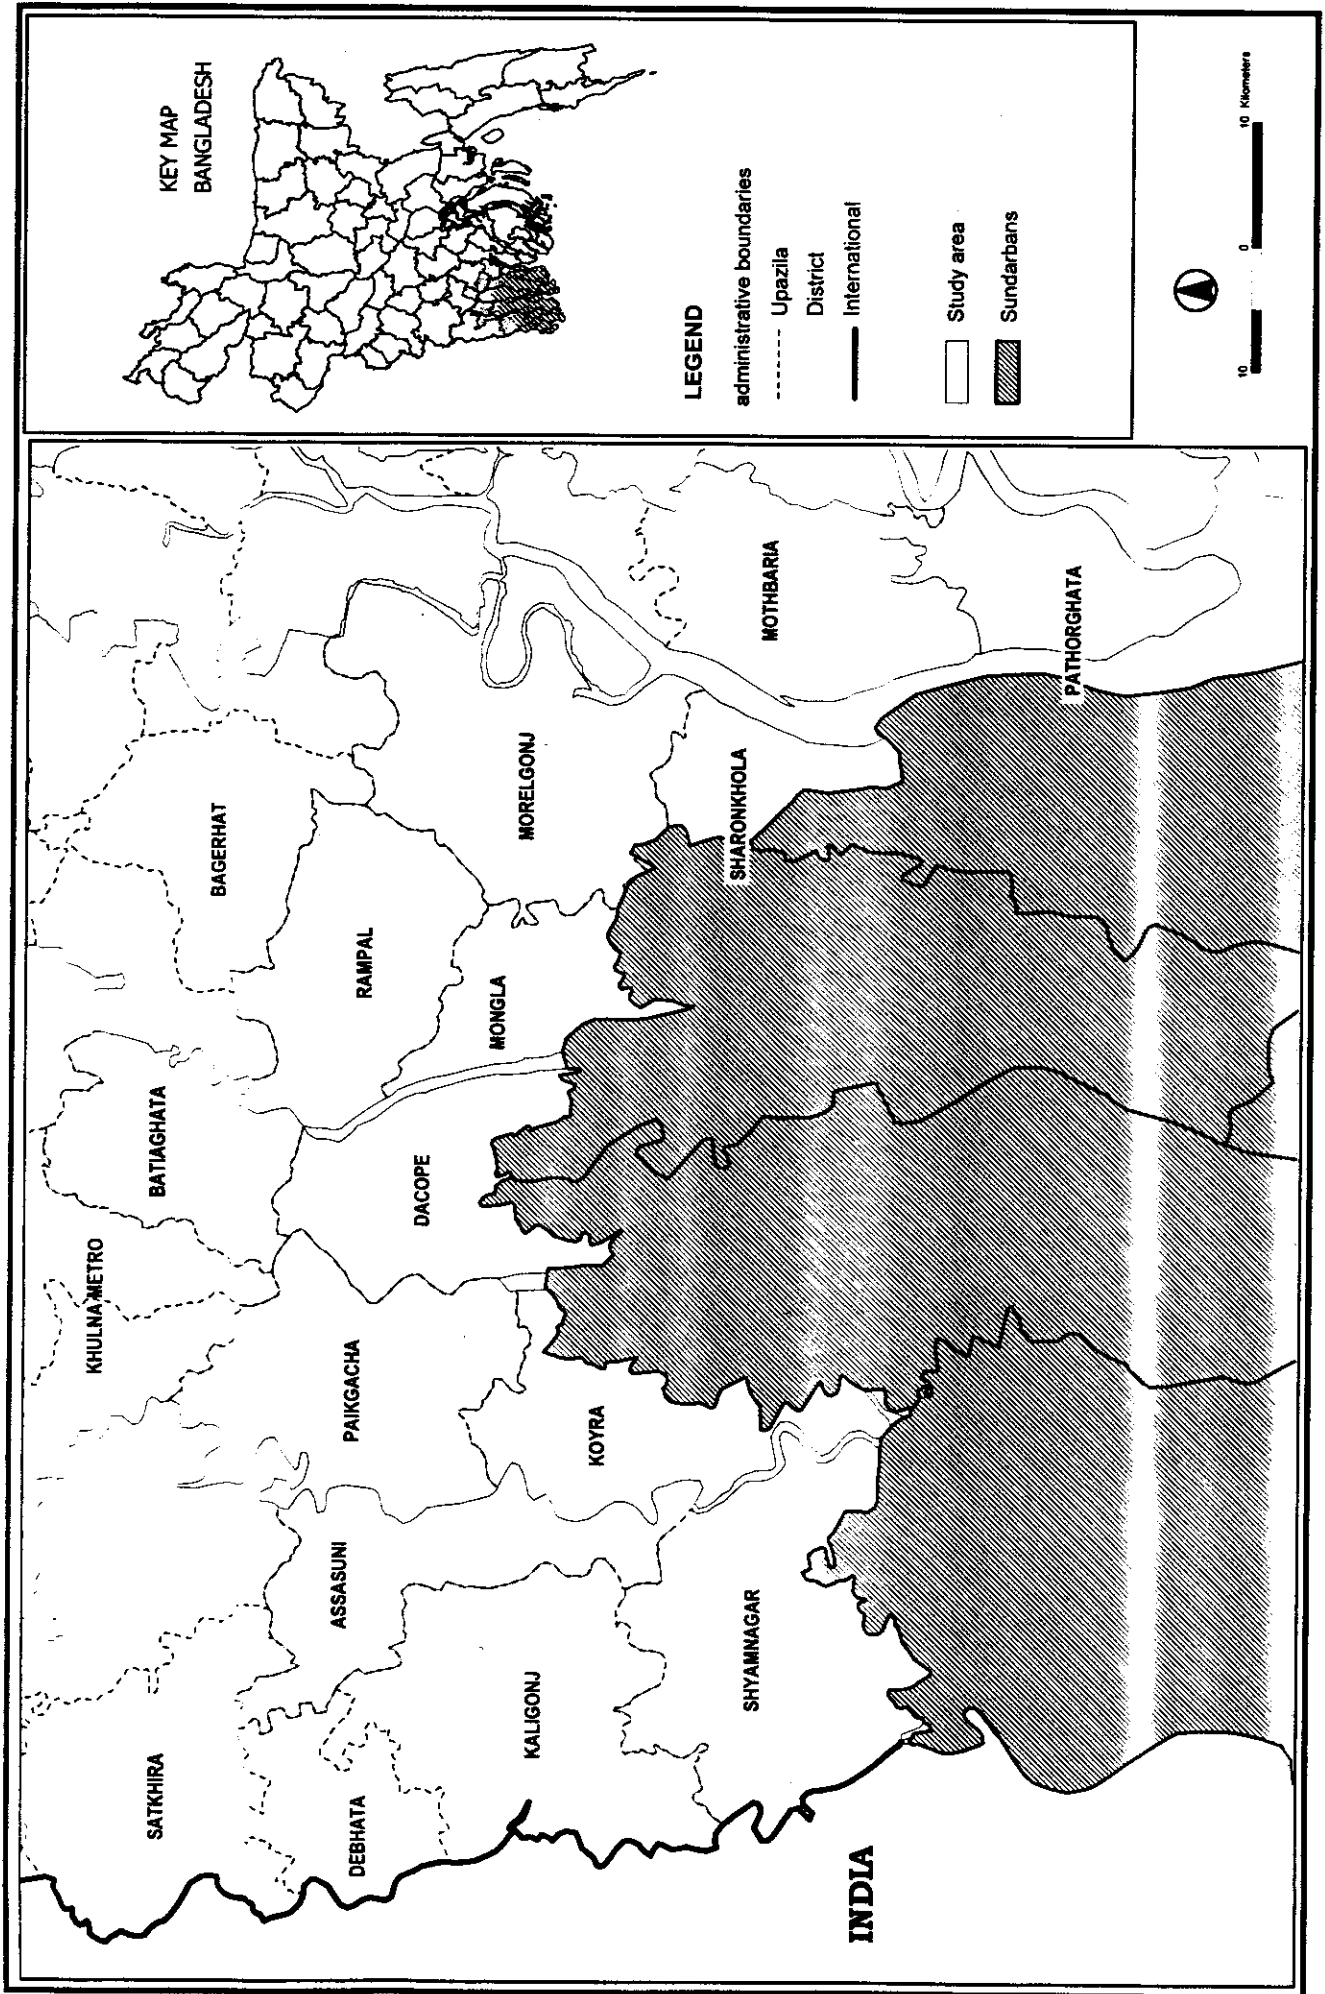 SATKHIRA
KHULNA METRO
BATIAGHATA
BAGERHAT
DEBHATA
ASSASUNI
PAIKGACHA
DACOPE
RAMPAL
KALIGONJ
KOYRA
MONGLA
MORELGONJ
SHYAMNAGAR
SHARONKHOLA
MOTHBARIA
INDIA
PATHORGHATA
KEY MAP
BANGLADESH
LEGEND
administrative boundaries
Upazila
District
International
Study area
Sundarbans
10 0 10 Kilometers